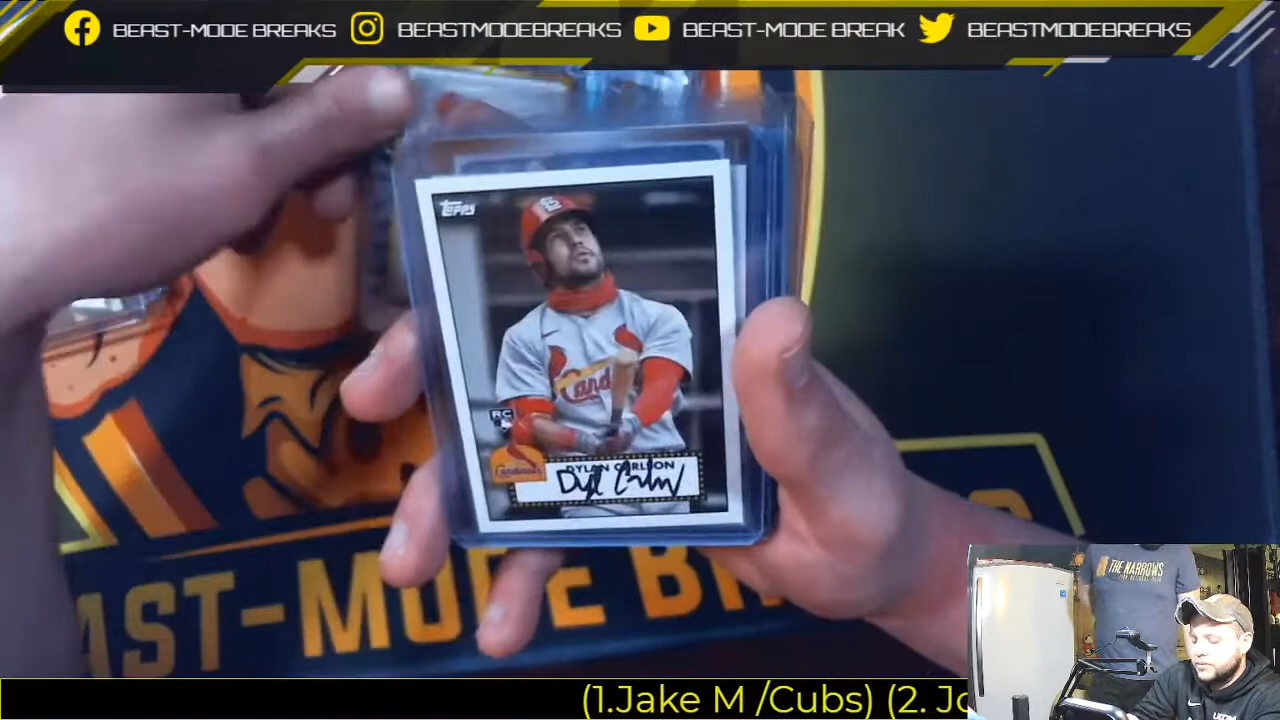 BEAST-MODE BREAKS BEASTMODEBREAKS BEAST-MODE BREAK BEASTMODEBREAKS
Topps
RC
Cardinals
DYLAN CARLSON
THE NARROWS
(1.Jake M /Cubs) (2. Jo